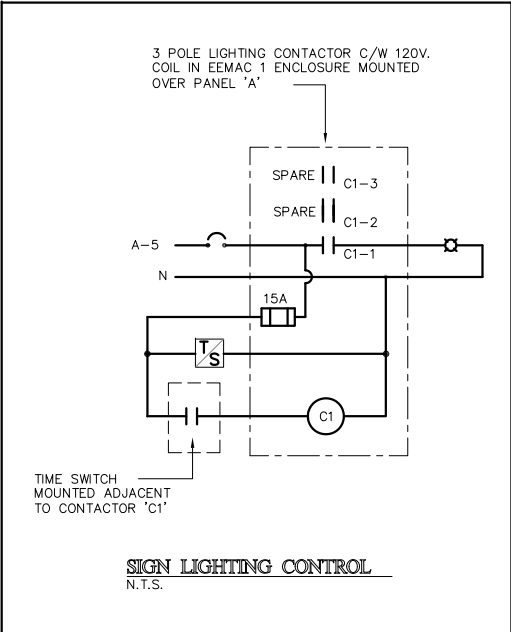 3 POLE LIGHTING CONTACTOR C/W 120V.
COIL IN EEMAC 1 ENCLOSURE MOUNTED
OVER PANEL 'A'
SPARE C1-3
SPARE C1-2
A-5 C1-1
N
15A
T S
C1
TIME SWITCH
MOUNTED ADJACENT
TO CONTACTOR 'C1'
SIGN LIGHTING CONTROL
N.T.S.